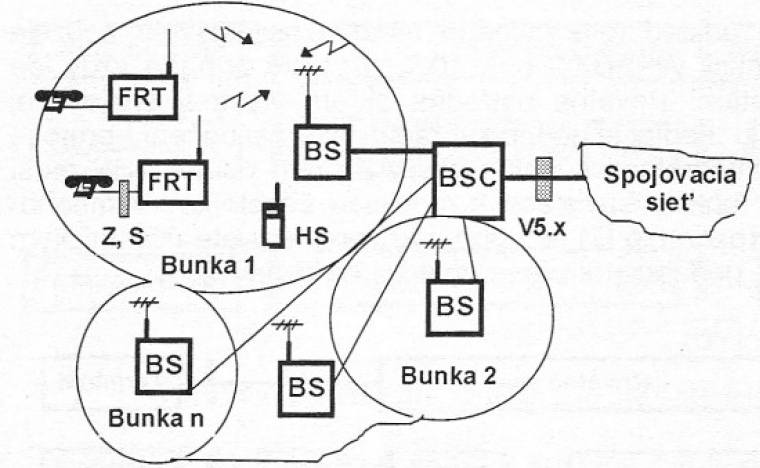 FRT
BS
FRT
BSC
Spojovacia
sieť
Z, S
HS
V5.x
Bunka 1
BS
BS
BS
Bunka 2
Bunka n